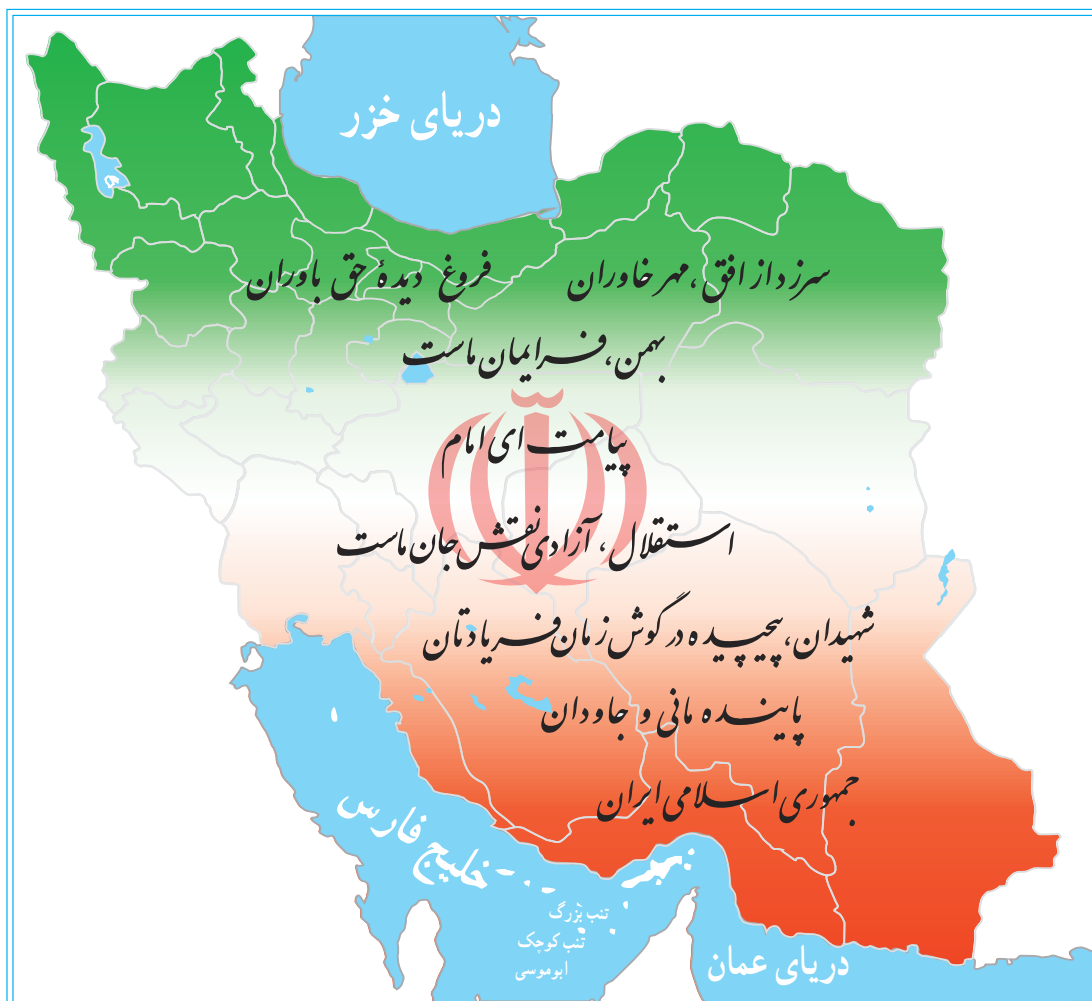 دریای خزر
سرزد از افق، مهر خاوران فروغ دیدهٔ حق باوران
بهمن، فر ایمان ماست
پیامت ای امام
استقلال، آزادی نقش جان ماست
شهیدان، پیچیده در گوش زمان فریادتان
پاینده مانی و جاودان
جمهوری اسلامی ایران
خلیج فارس
تنب بزرگ
تنب کوچک
ابوموسی
دریای عمان